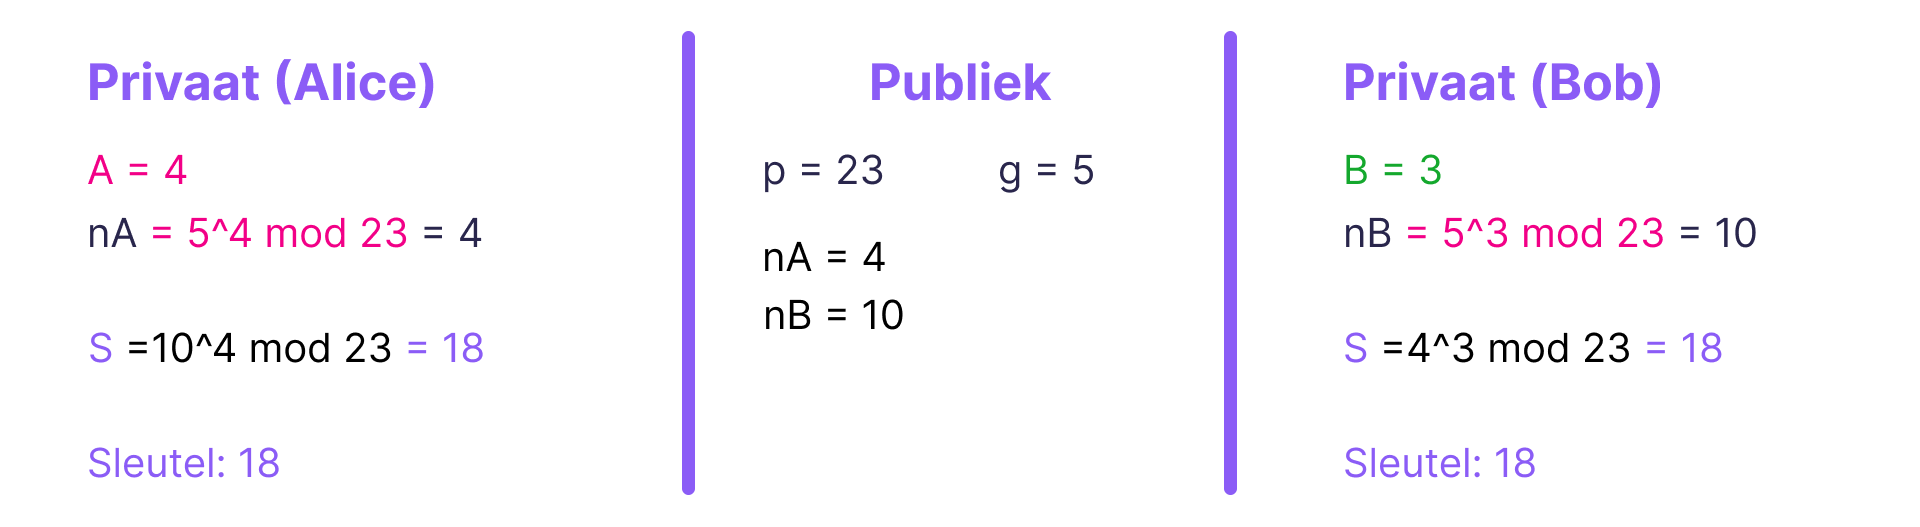 Privaat (Alice)
A = 4
nA = 5^4 mod 23 = 4
S =10^4 mod 23 = 18
Sleutel: 18
Publiek
p = 23 g = 5
nA = 4
nB = 10
Privaat (Bob)
B = 3
nB = 5^3 mod 23 = 10
S =4^3 mod 23 = 18
Sleutel: 18